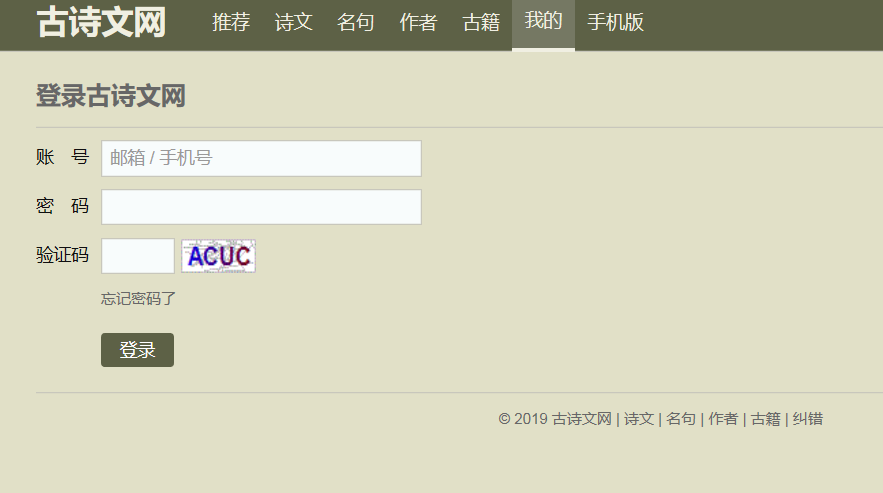 古诗文网 推荐 诗文 名句 作者 古籍 我的 手机版
登录古诗文网
账 号 邮箱 / 手机号
密 码
验证码 ACUC
忘记密码了
登录
© 2019 古诗文网 | 诗文 | 名句 | 作者 | 古籍 | 纠错